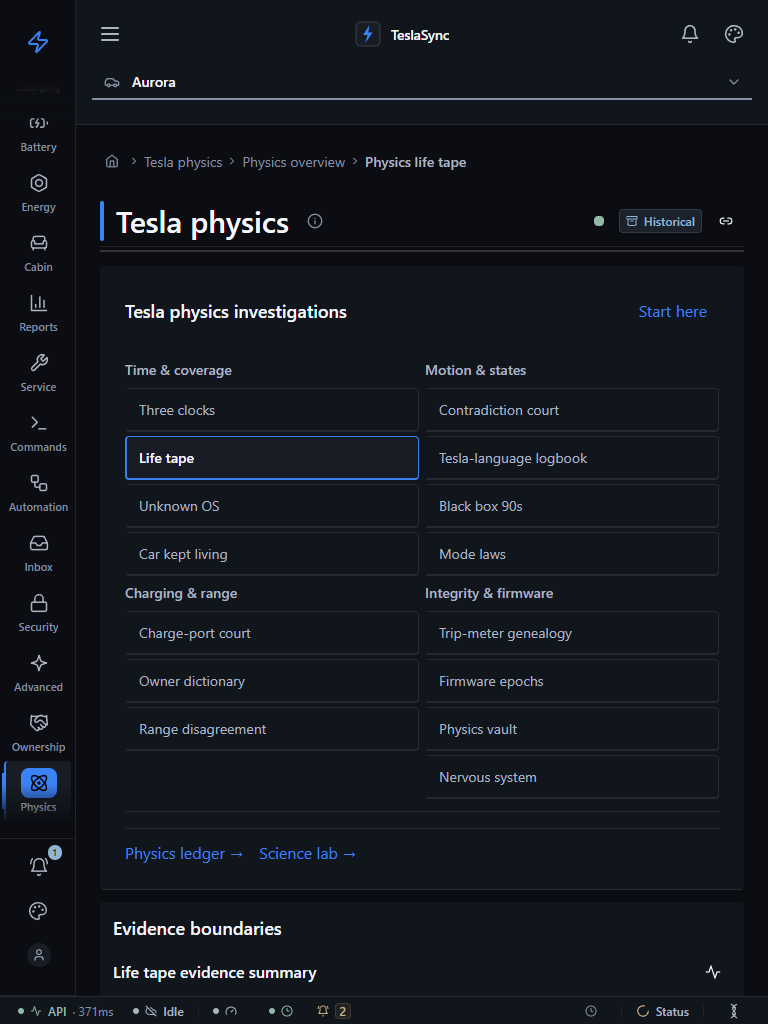 TeslaSync
Aurora
Charging
Battery
Energy
Cabin
Reports
Service
Commands
Automation
Inbox
Security
Advanced
Ownership
Physics
1
Tesla physics > Physics overview > Physics life tape
Tesla physics
Historical
Tesla physics investigations
Start here
Time & coverage
Three clocks
Life tape
Unknown OS
Car kept living
Motion & states
Contradiction court
Tesla-language logbook
Black box 90s
Mode laws
Charging & range
Charge-port court
Owner dictionary
Range disagreement
Integrity & firmware
Trip-meter genealogy
Firmware epochs
Physics vault
Nervous system
Physics ledger → Science lab →
Evidence boundaries
Life tape evidence summary
API · 371ms Idle 2 Status